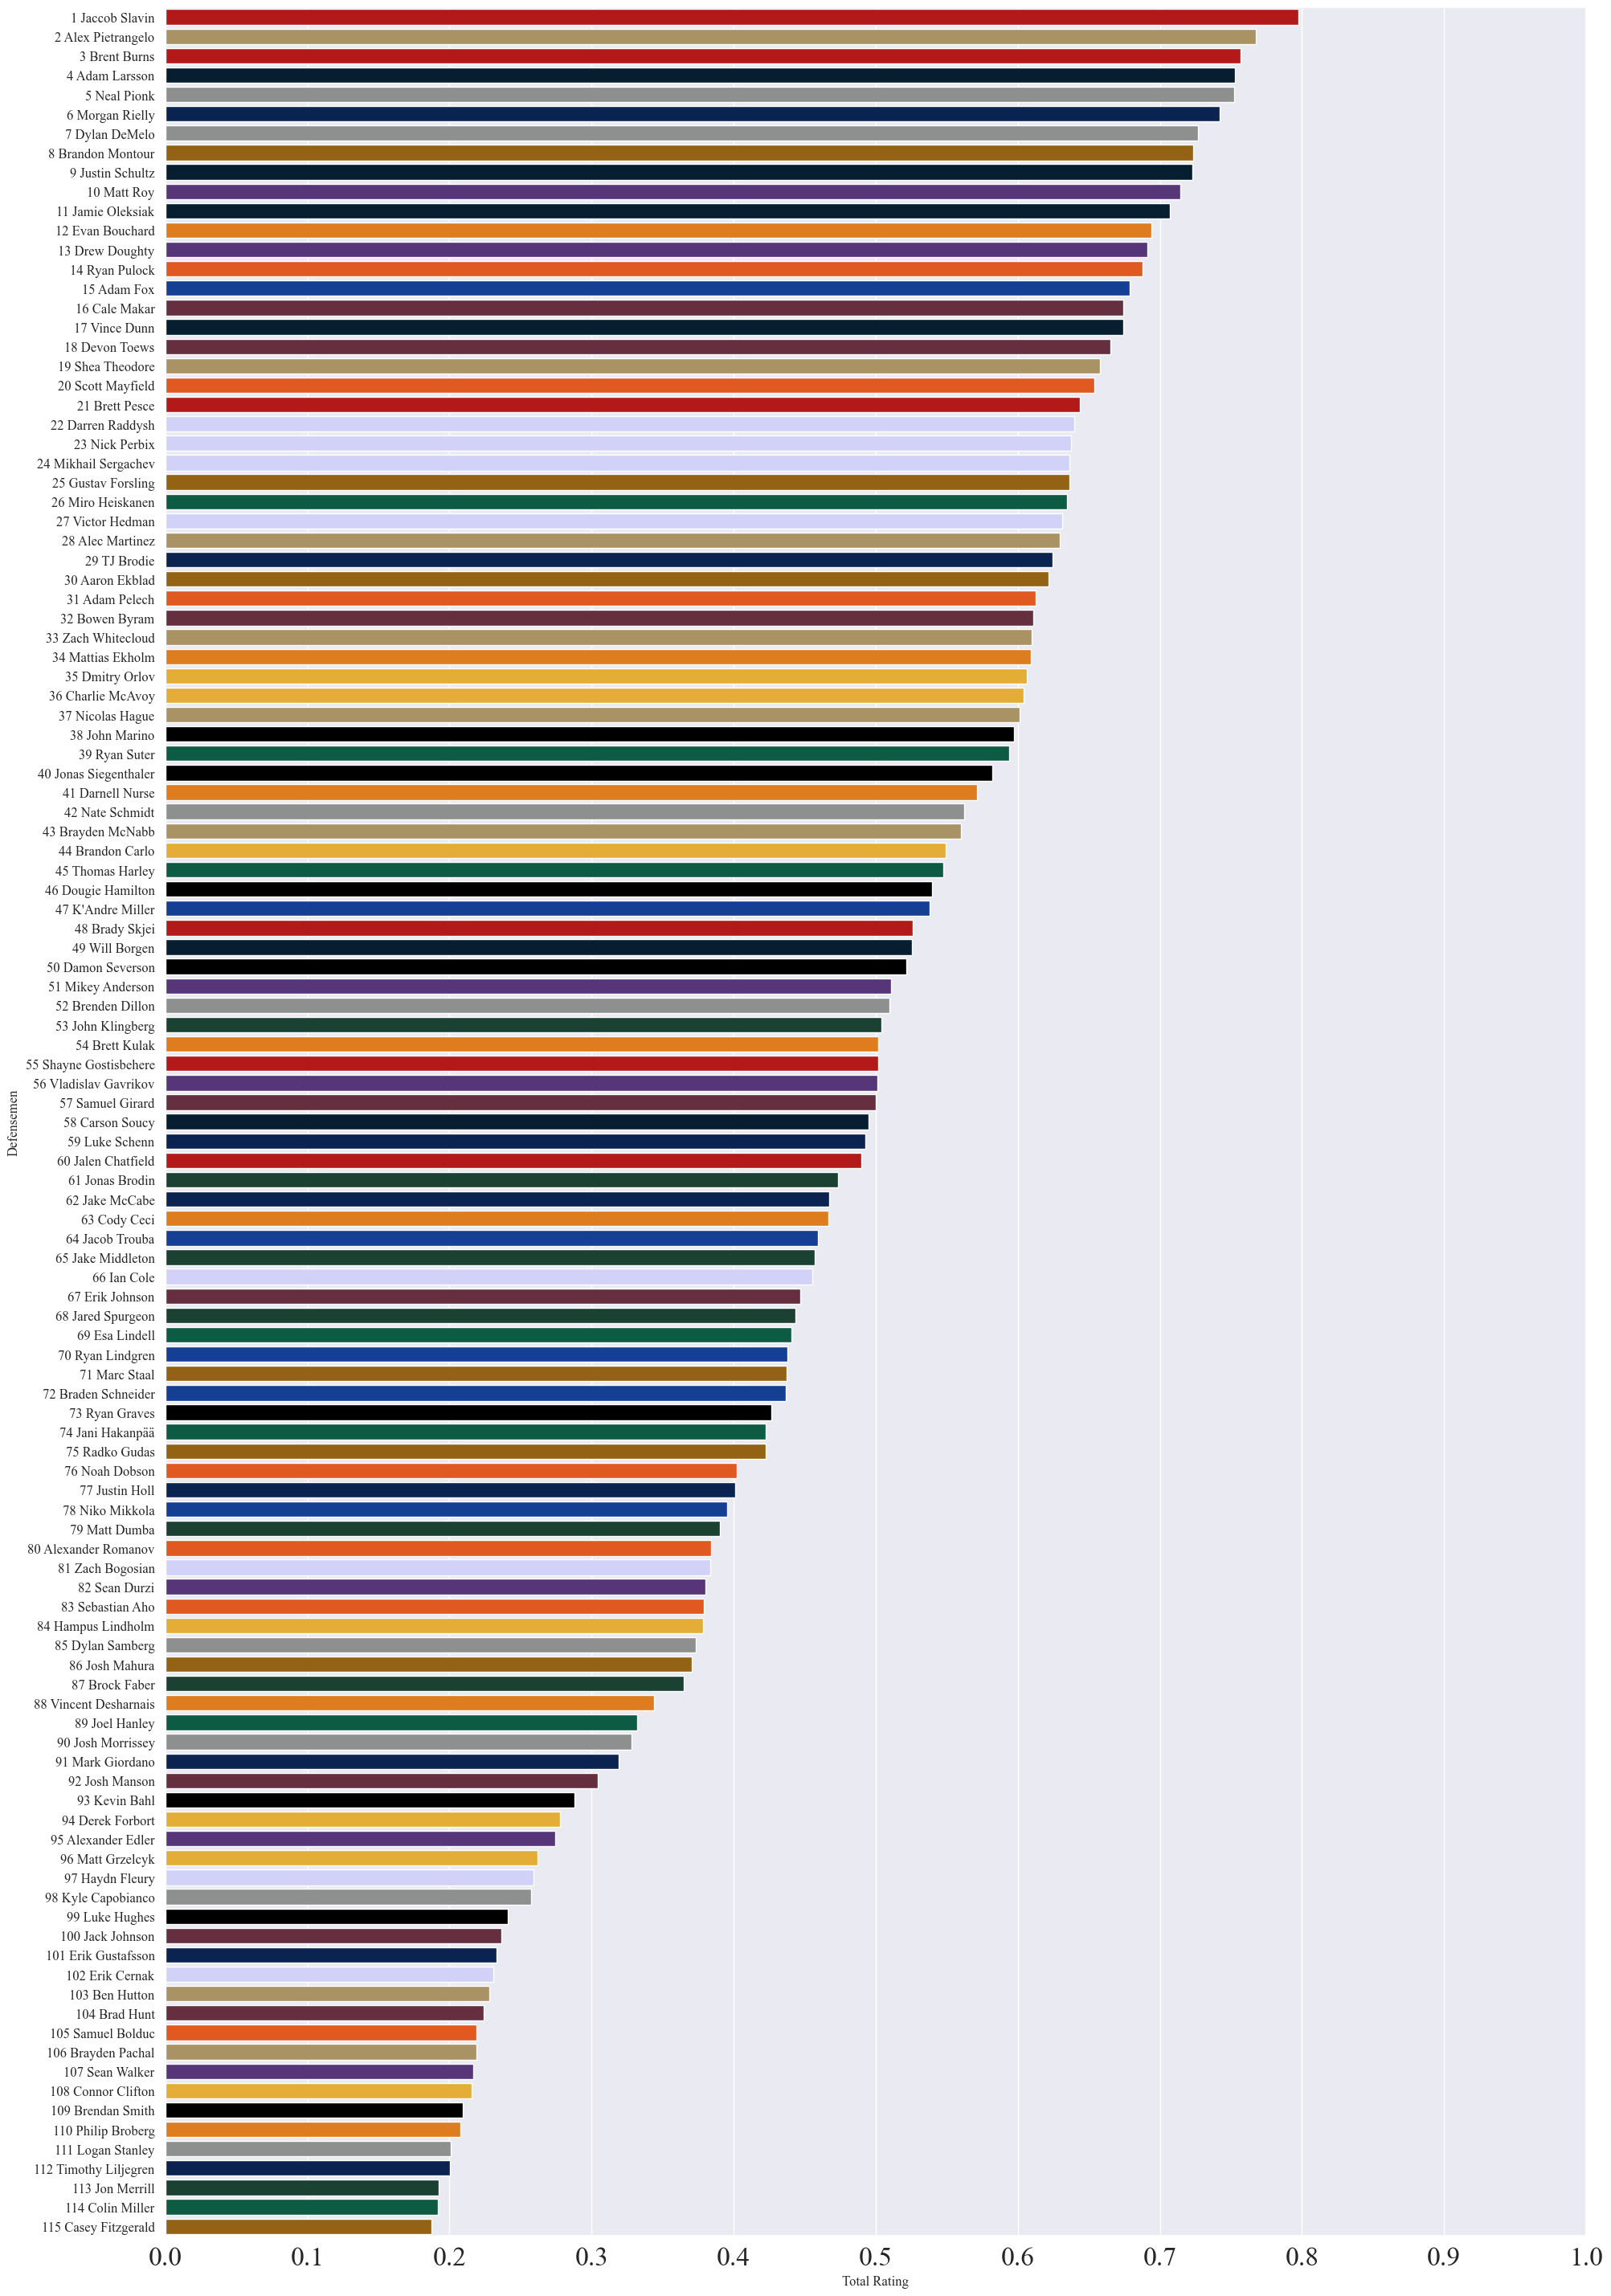 1 Jaccob Slavin
2 Alex Pietrangelo
3 Brent Burns
4 Adam Larsson
5 Neal Pionk
6 Morgan Rielly
7 Dylan DeMelo
8 Brandon Montour
9 Justin Schultz
10 Matt Roy
11 Jamie Oleksiak
12 Evan Bouchard
13 Drew Doughty
14 Ryan Pulock
15 Adam Fox
16 Cale Makar
17 Vince Dunn
18 Devon Toews
19 Shea Theodore
20 Scott Mayfield
21 Brett Pesce
22 Darren Raddysh
23 Nick Perbix
24 Mikhail Sergachev
25 Gustav Forsling
26 Miro Heiskanen
27 Victor Hedman
28 Alec Martinez
29 TJ Brodie
30 Aaron Ekblad
31 Adam Pelech
32 Bowen Byram
33 Zach Whitecloud
34 Mattias Ekholm
35 Dmitry Orlov
36 Charlie McAvoy
37 Nicolas Hague
38 John Marino
39 Ryan Suter
40 Jonas Siegenthaler
41 Darnell Nurse
42 Nate Schmidt
43 Brayden McNabb
44 Brandon Carlo
45 Thomas Harley
46 Dougie Hamilton
47 K'Andre Miller
48 Brady Skjei
49 Will Borgen
50 Damon Severson
51 Mikey Anderson
52 Brenden Dillon
53 John Klingberg
54 Brett Kulak
55 Shayne Gostisbehere
56 Vladislav Gavrikov
57 Samuel Girard
58 Carson Soucy
59 Luke Schenn
60 Jalen Chatfield
61 Jonas Brodin
62 Jake McCabe
63 Cody Ceci
64 Jacob Trouba
65 Jake Middleton
66 Ian Cole
67 Erik Johnson
68 Jared Spurgeon
69 Esa Lindell
70 Ryan Lindgren
71 Marc Staal
72 Braden Schneider
73 Ryan Graves
74 Jani Hakanpää
75 Radko Gudas
76 Noah Dobson
77 Justin Holl
78 Niko Mikkola
79 Matt Dumba
80 Alexander Romanov
81 Zach Bogosian
82 Sean Durzi
83 Sebastian Aho
84 Hampus Lindholm
85 Dylan Samberg
86 Josh Mahura
87 Brock Faber
88 Vincent Desharnais
89 Joel Hanley
90 Josh Morrissey
91 Mark Giordano
92 Josh Manson
93 Kevin Bahl
94 Derek Forbort
95 Alexander Edler
96 Matt Grzelcyk
97 Haydn Fleury
98 Kyle Capobianco
99 Luke Hughes
100 Jack Johnson
101 Erik Gustafsson
102 Erik Cernak
103 Ben Hutton
104 Brad Hunt
105 Samuel Bolduc
106 Brayden Pachal
107 Sean Walker
108 Connor Clifton
109 Brendan Smith
110 Philip Broberg
111 Logan Stanley
112 Timothy Liljegren
113 Jon Merrill
114 Colin Miller
115 Casey Fitzgerald
Defensemen
0.0 0.1 0.2 0.3 0.4 0.5 0.6 0.7 0.8 0.9 1.0
Total Rating